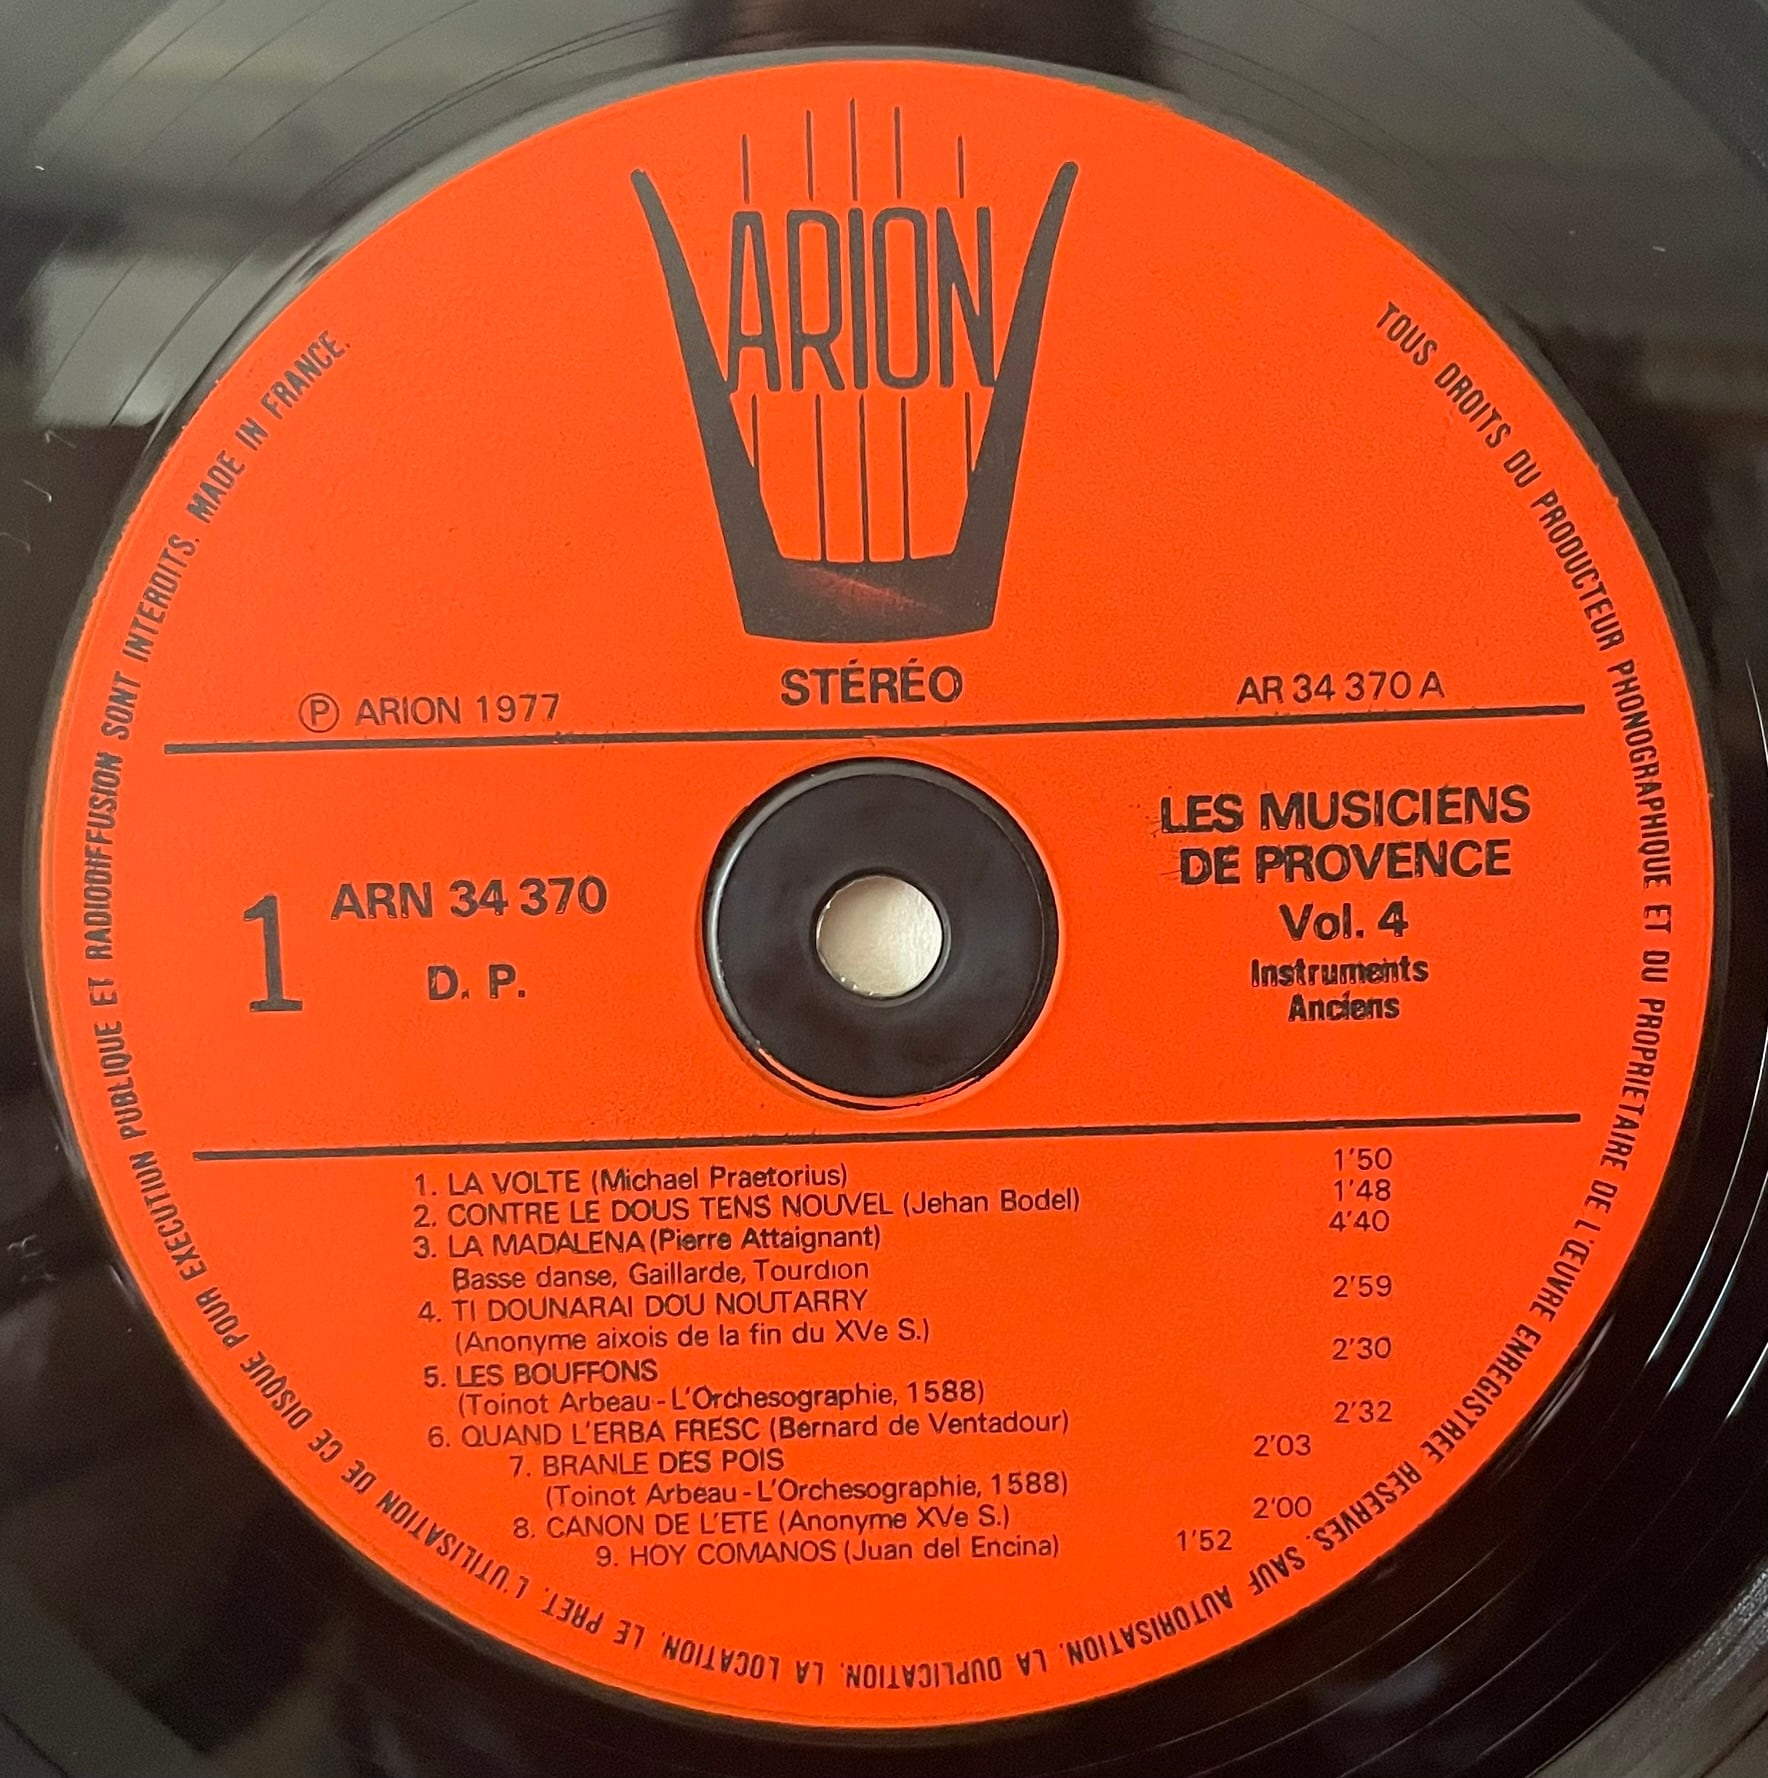 ARION
STÉRÉO
Ⓟ ARION 1977
AR 34 370 A
1
ARN 34 370
D. P.
LES MUSICIENS
DE PROVENCE
Vol. 4
Instruments
Anciens
1. LA VOLTE (Michael Praetorius) 1'50
2. CONTRE LE DOUS TENS NOUVEL (Jehan Bodel) 1'48
3. LA MADALENA (Pierre Attaignant) 4'40
Basse danse, Gaillarde, Tourdion
4. TI DOUNARAI DOU NOUTARRY 2'59
(Anonyme aixois de la fin du XVe S.)
5. LES BOUFFONS 2'30
(Toinot Arbeau - L'Orchesographie, 1588)
6. QUAND L'ERBA FRESC (Bernard de Ventadour) 2'32
7. BRANLE DES POIS 2'03
(Toinot Arbeau - L'Orchesographie, 1588)
8. CANON DE L'ETE (Anonyme XVe S.) 2'00
9. HOY COMANOS (Juan del Encina) 1'52
TOUS DROITS DU PRODUCTEUR PHONOGRAPHIQUE ET DU PROPRIETAIRE DE L'ŒUVRE ENREGISTREE RESERVES. SAUF AUTORISATION, LA DUPLICATION, LA LOCATION, LE PRET, L'UTILISATION DE CE DISQUE POUR EXECUTION PUBLIQUE ET RADIODIFFUSION SONT INTERDITS. MADE IN FRANCE.